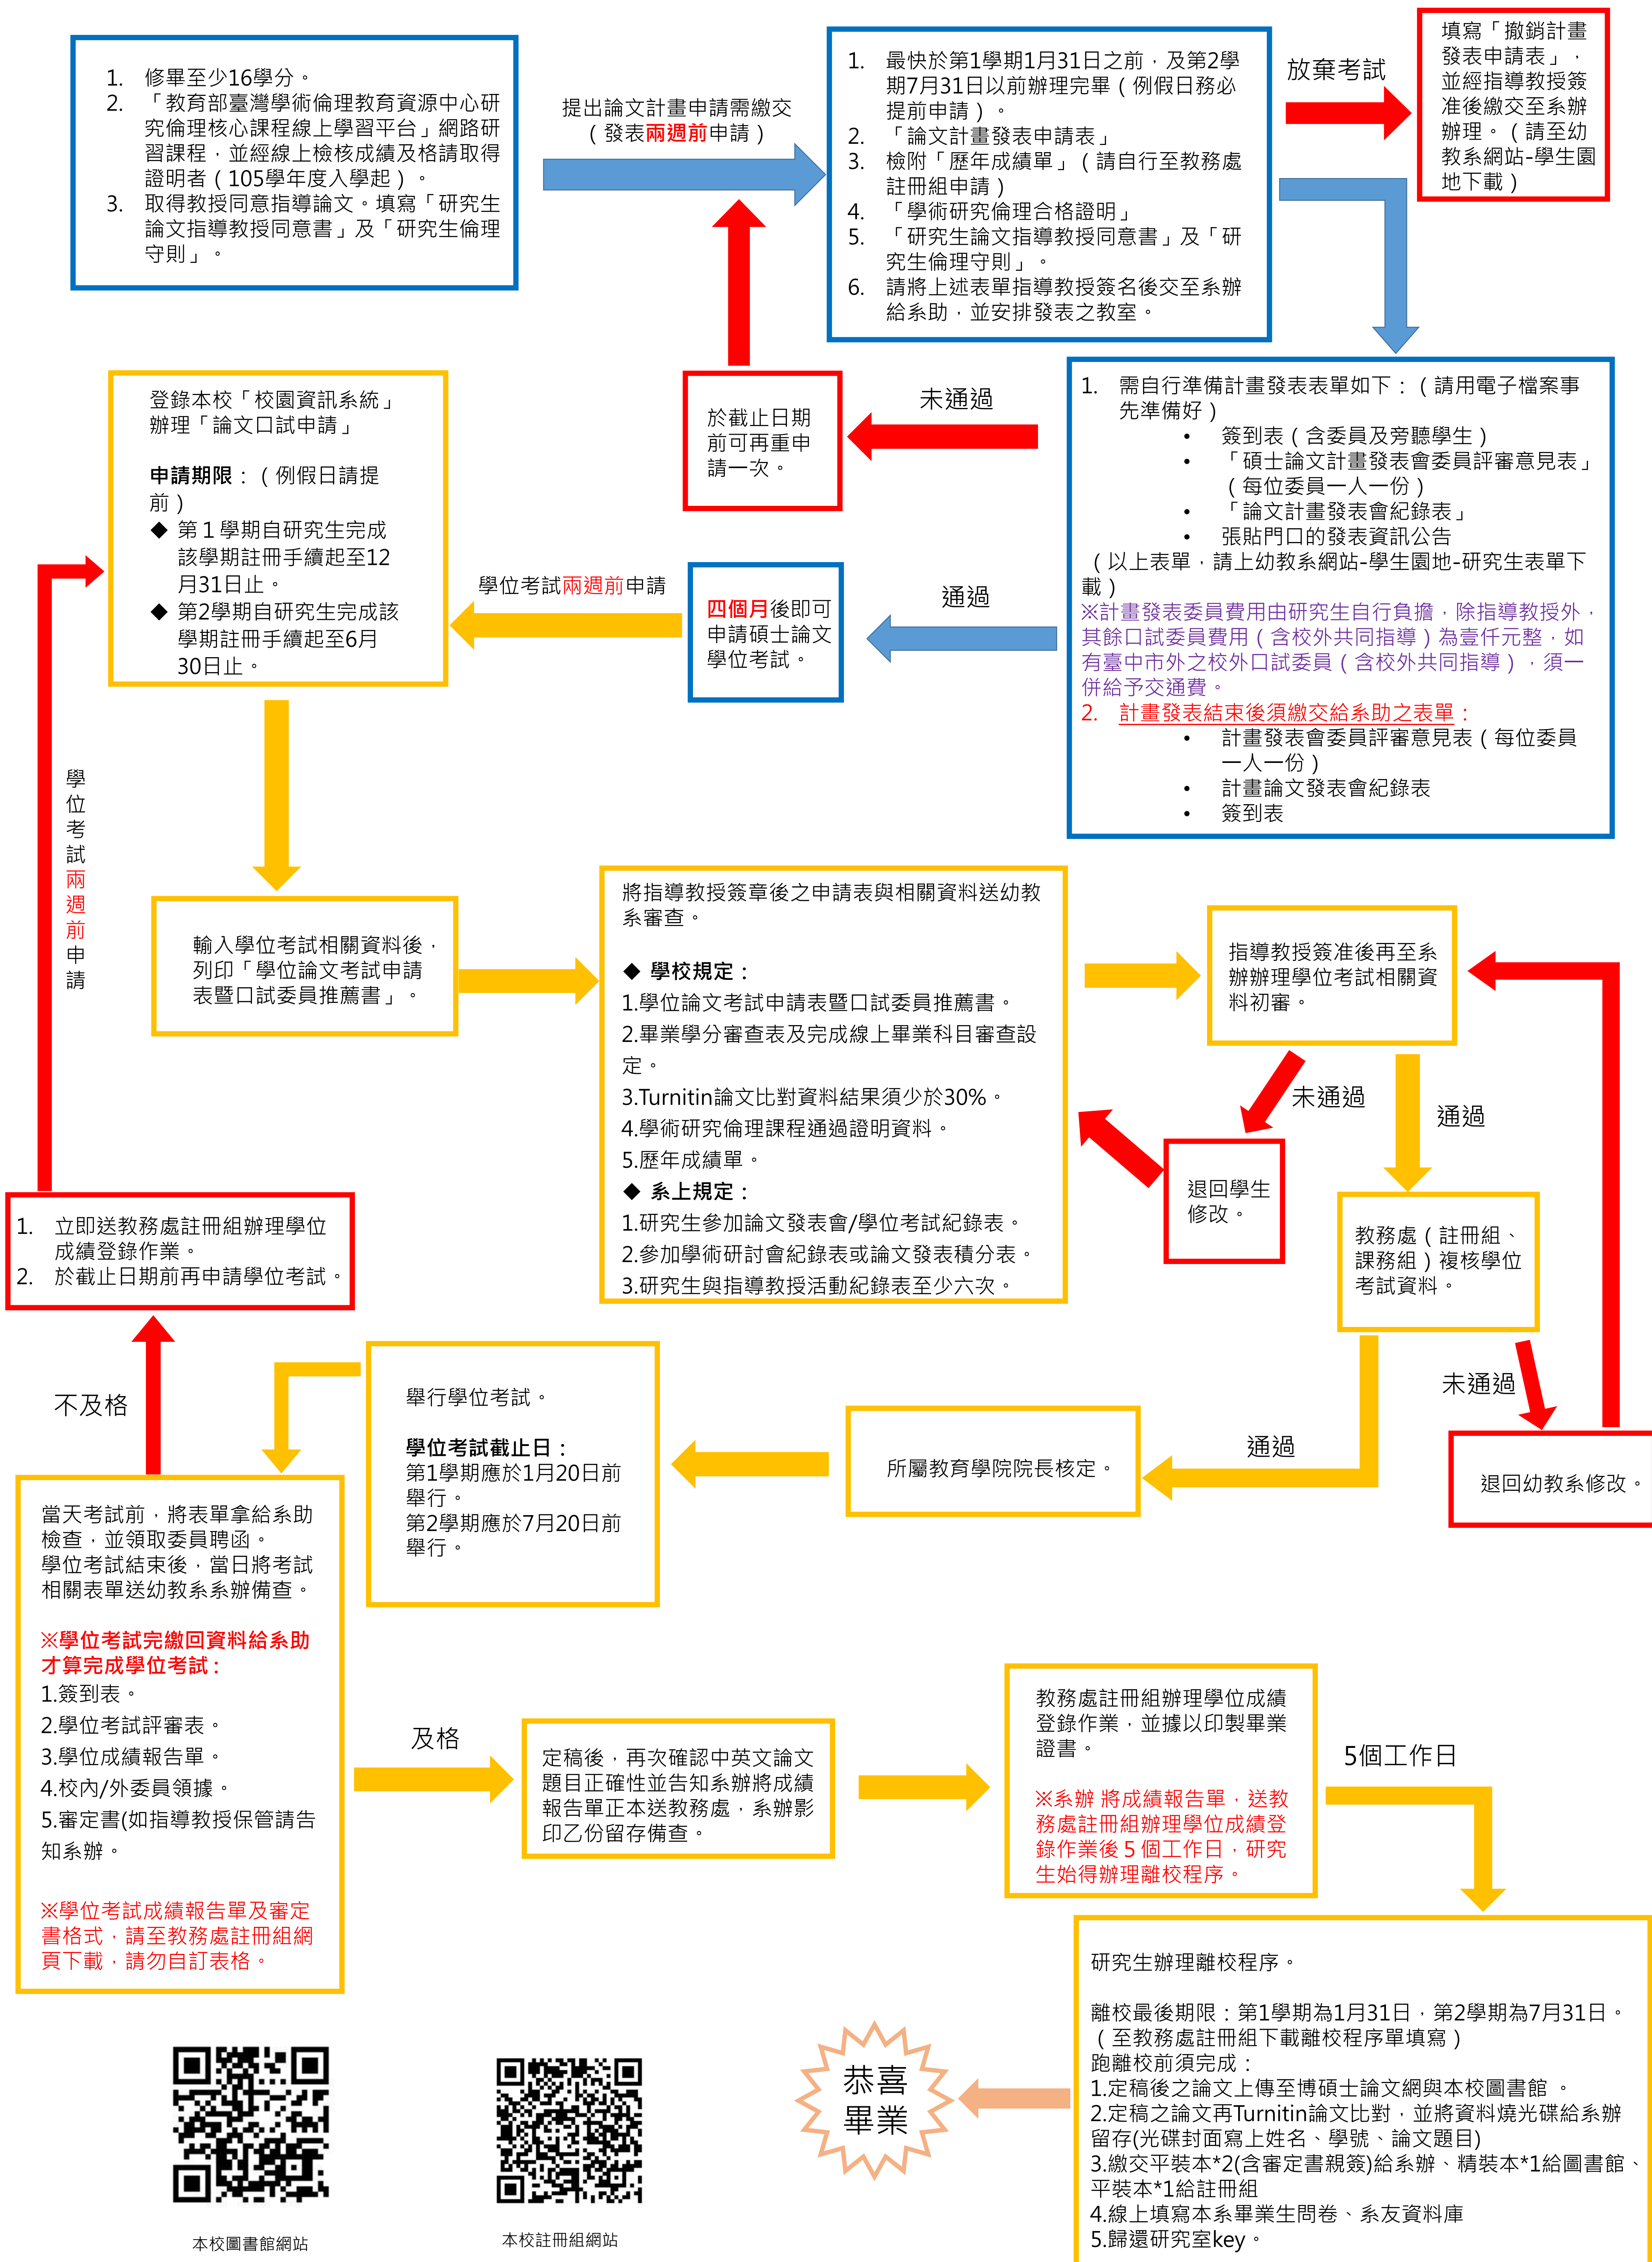 1. 修畢至少16學分。
2. 「教育部臺灣學術倫理教育資源中心研
究倫理核心課程線上學習平台」網路研
習課程，並經線上檢核成績及格請取得
證明者（105學年度入學起）。
3. 取得教授同意指導論文。填寫「研究生
論文指導教授同意書」及「研究生倫理
守則」。
提出論文計畫申請需繳交
（發表兩週前申請）
1. 最快於第1學期1月31日之前，及第2學
期7月31日以前辦理完畢（例假日務必
提前申請）。
2. 「論文計畫發表申請表」
3. 檢附「歷年成績單」（請自行至教務處
註冊組申請）
4. 「學術研究倫理合格證明」
5. 「研究生論文指導教授同意書」及「研
究生倫理守則」。
6. 請將上述表單指導教授簽名後交至系辦
給系助，並安排發表之教室。
放棄考試
填寫「撤銷計畫
發表申請表」，
並經指導教授簽
准後繳交至系辦
辦理。（請至幼
教系網站-學生園
地下載）
1. 需自行準備計畫發表表單如下：（請用電子檔案事
先準備好）
• 簽到表（含委員及旁聽學生）
• 「碩士論文計畫發表會委員評審意見表」
（每位委員一人一份）
• 「論文計畫發表會紀錄表」
• 張貼門口的發表資訊公告
（以上表單，請上幼教系網站-學生園地-研究生表單下
載）
※計畫發表委員費用由研究生自行負擔，除指導教授外，
其餘口試委員費用（含校外共同指導）為壹仟元整，如
有臺中市外之校外口試委員（含校外共同指導），須一
併給予交通費。
2. 計畫發表結束後須繳交給系助之表單：
• 計畫發表會委員評審意見表（每位委員
一人一份）
• 計畫論文發表會紀錄表
• 簽到表
未通過
於截止日期
前可再重申
請一次。
通過
四個月後即可
申請碩士論文
學位考試。
學位考試兩週前申請
登錄本校「校園資訊系統」
辦理「論文口試申請」
申請期限：（例假日請提
前）
◆ 第１學期自研究生完成
該學期註冊手續起至12
月31日止。
◆ 第2學期自研究生完成該
學期註冊手續起至6月
30日止。
學位考試兩週前申請
輸入學位考試相關資料後，
列印「學位論文考試申請
表暨口試委員推薦書」。
將指導教授簽章後之申請表與相關資料送幼教
系審查。
◆ 學校規定：
1.學位論文考試申請表暨口試委員推薦書。
2.畢業學分審查表及完成線上畢業科目審查設
定。
3.Turnitin論文比對資料結果須少於30%。
4.學術研究倫理課程通過證明資料。
5.歷年成績單。
◆ 系上規定：
1.研究生參加論文發表會/學位考試紀錄表。
2.參加學術研討會紀錄表或論文發表積分表。
3.研究生與指導教授活動紀錄表至少六次。
指導教授簽准後再至系
辦辦理學位考試相關資
料初審。
未通過
通過
退回學生
修改。
教務處（註冊組、
課務組）複核學位
考試資料。
未通過
退回幼教系修改。
通過
所屬教育學院院長核定。
舉行學位考試。
學位考試截止日：
第1學期應於1月20日前
舉行。
第2學期應於7月20日前
舉行。
1. 立即送教務處註冊組辦理學位
成績登錄作業。
2. 於截止日期前再申請學位考試。
不及格
當天考試前，將表單拿給系助
檢查，並領取委員聘函。
學位考試結束後，當日將考試
相關表單送幼教系系辦備查。
※學位考試完繳回資料給系助
才算完成學位考試：
1.簽到表。
2.學位考試評審表。
3.學位成績報告單。
4.校內/外委員領據。
5.審定書(如指導教授保管請告
知系辦。
※學位考試成績報告單及審定
書格式，請至教務處註冊組網
頁下載，請勿自訂表格。
及格
定稿後，再次確認中英文論文
題目正確性並告知系辦將成績
報告單正本送教務處，系辦影
印乙份留存備查。
教務處註冊組辦理學位成績
登錄作業，並據以印製畢業
證書。
※系辦 將成績報告單，送教
務處註冊組辦理學位成績登
錄作業後５個工作日，研究
生始得辦理離校程序。
5個工作日
研究生辦理離校程序。
離校最後期限：第1學期為1月31日，第2學期為7月31日。
（至教務處註冊組下載離校程序單填寫）
跑離校前須完成：
1.定稿後之論文上傳至博碩士論文網與本校圖書館 。
2.定稿之論文再Turnitin論文比對，並將資料燒光碟給系辦
留存(光碟封面寫上姓名、學號、論文題目)
3.繳交平裝本*2(含審定書親簽)給系辦、精裝本*1給圖書館、
平裝本*1給註冊組
4.線上填寫本系畢業生問卷、系友資料庫
5.歸還研究室key。
恭喜
畢業
本校圖書館網站
本校註冊組網站